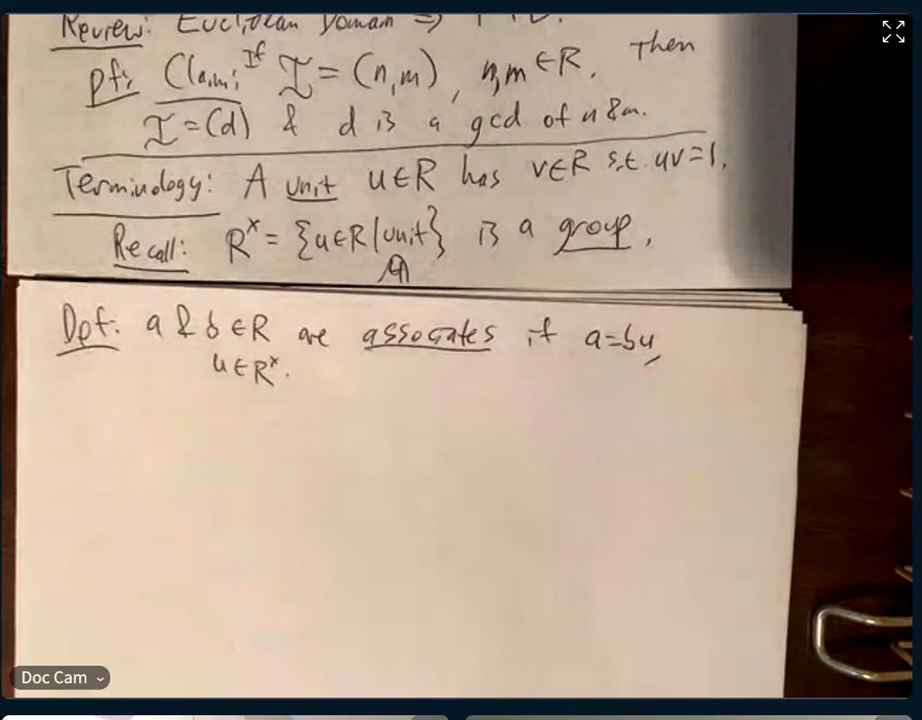 Review: Euclidean Domain ⇒
pf: Claim: If I = (n,m), n,m ∈ R. Then
I = (d) & d is a gcd of n & m.
Terminology: A unit u ∈ R has v ∈ R s.t. uv = 1.
Recall: R^x = {u ∈ R | unit} is a group.
Def: a & b ∈ R are associates if a = bu,
u ∈ R^x.
Doc Cam